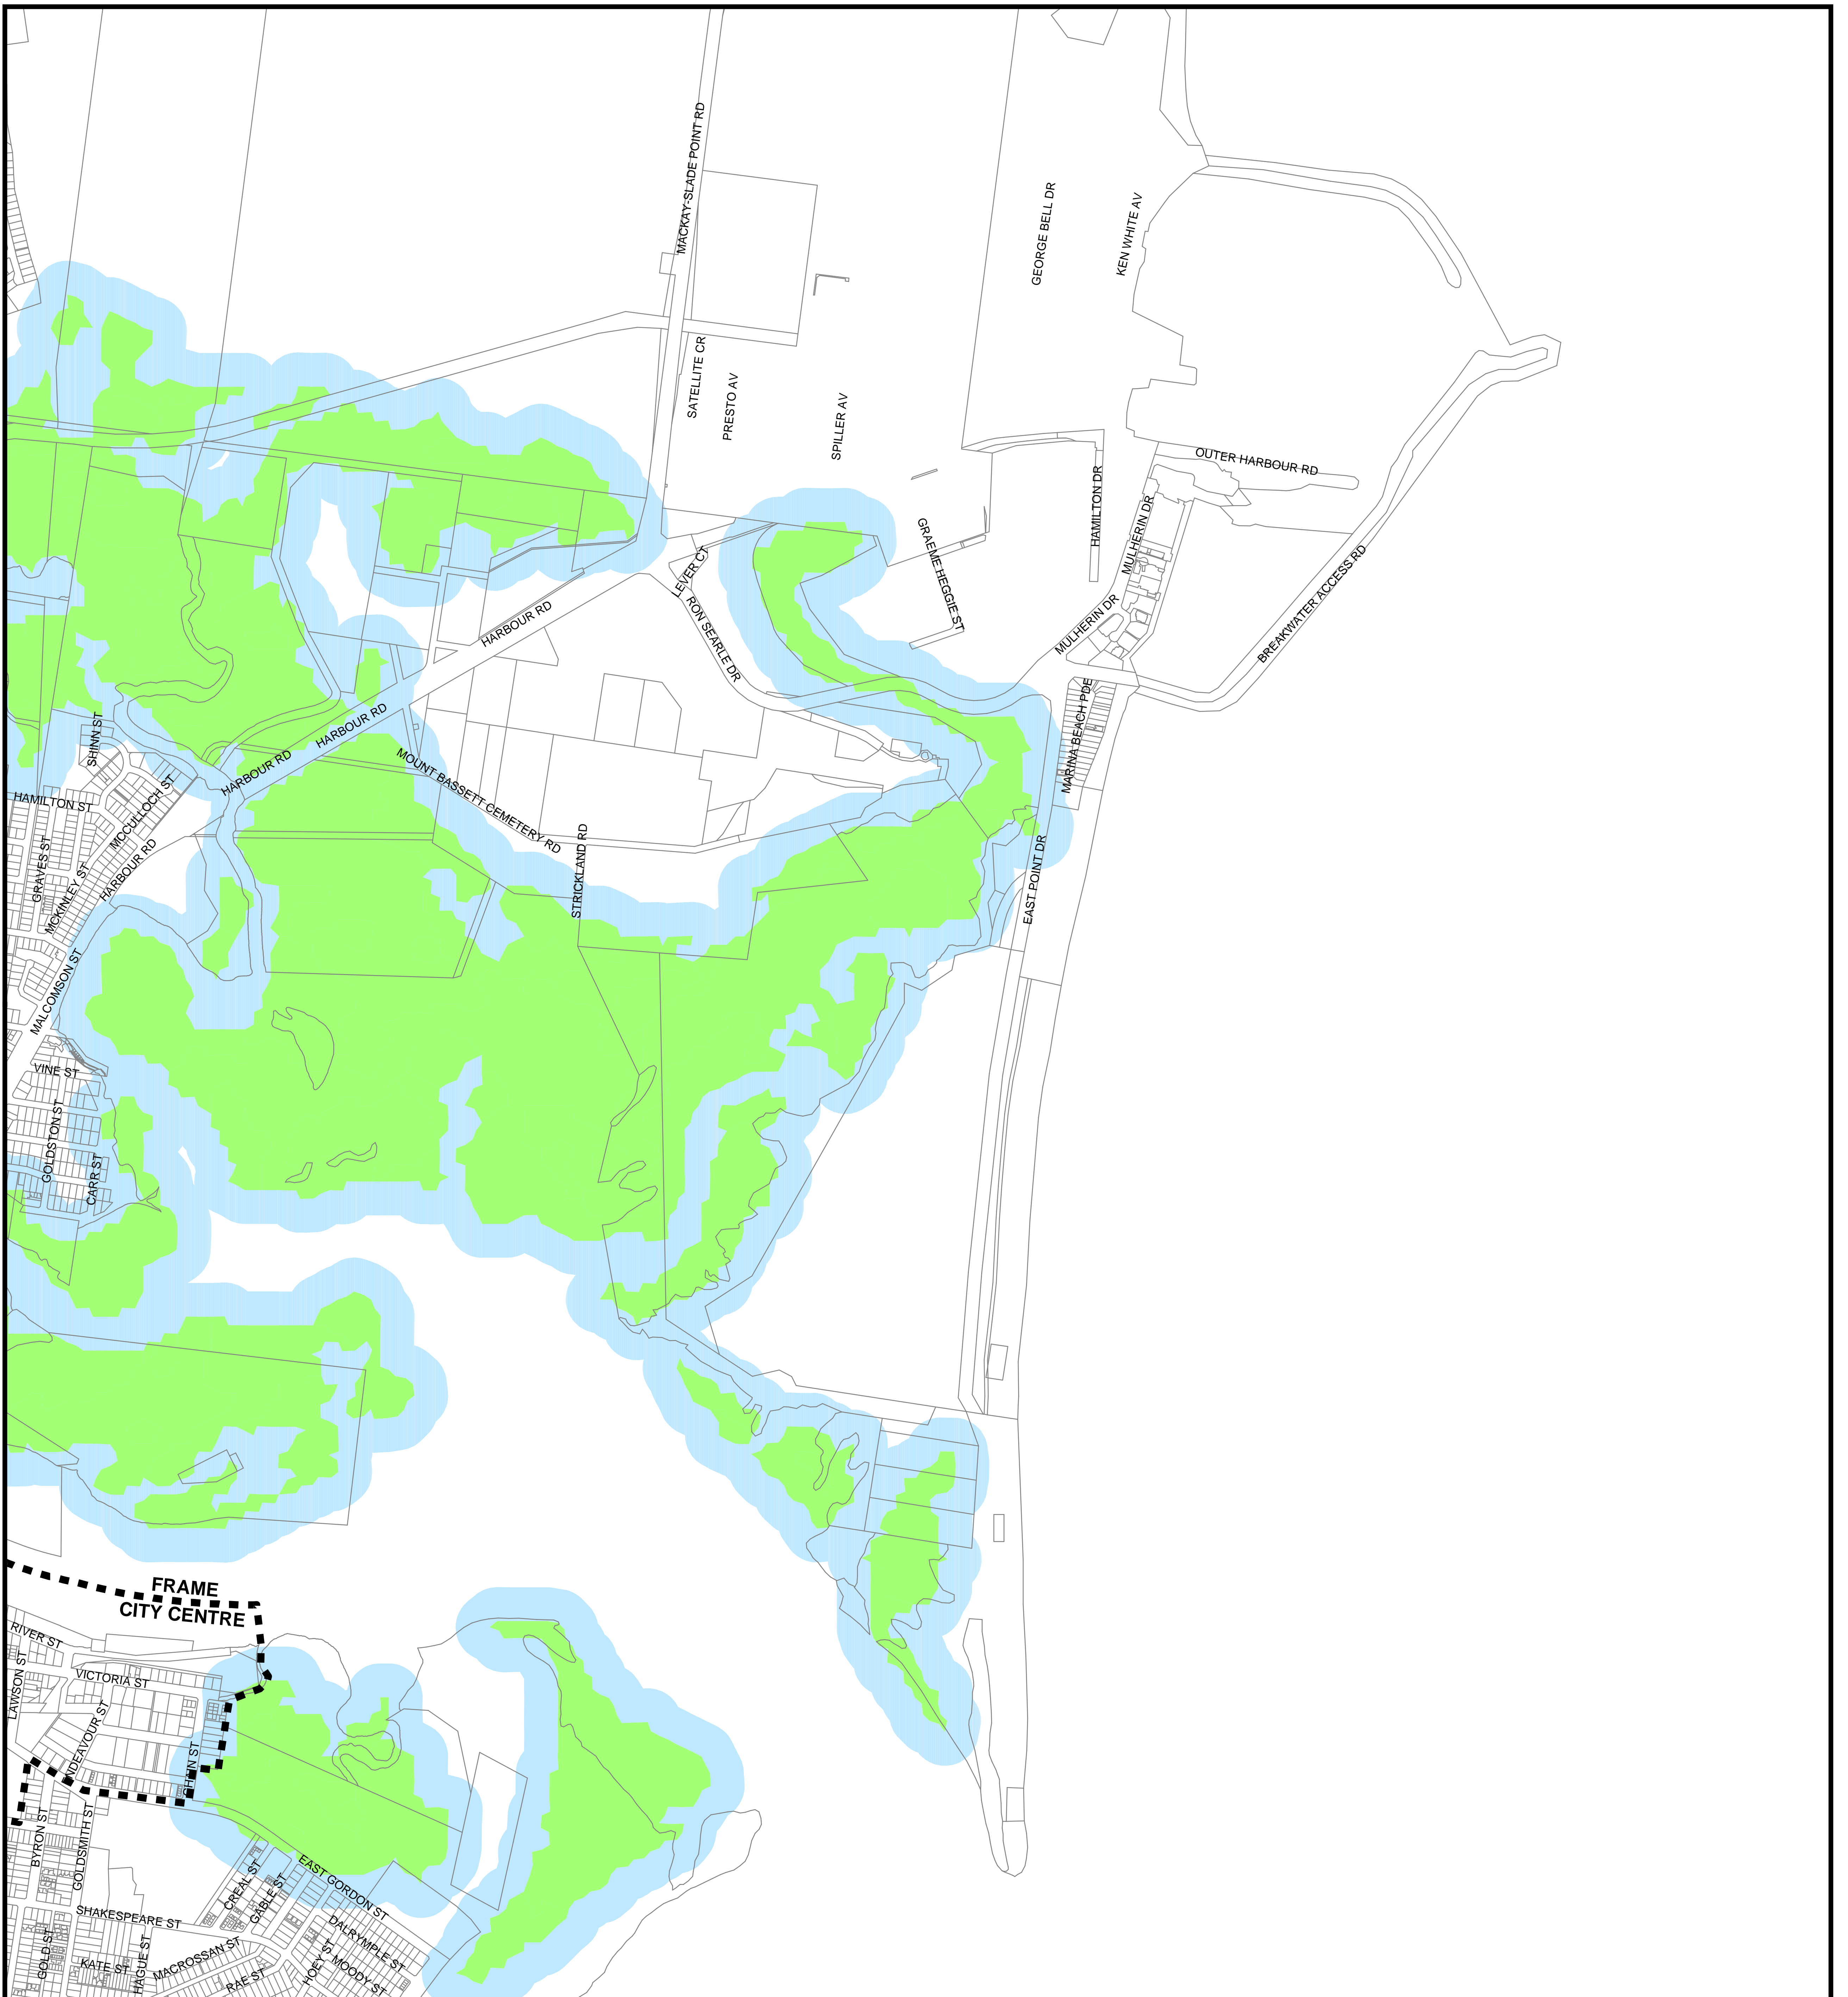 MACKAY-SLADE POINT RD
GEORGE BELL DR
KEN WHITE AV
SATELLITE CR
PRESTO AV
SPILLER AV
OUTER HARBOUR RD
HAMILTON DR
MULHERIN DR
GRAEME HEGGIE ST
LEVER CT
BREAKWATER ACCESS RD
HARBOUR RD
RON SEARLE DR
MULHERIN DR
MARINA BEACH PDE
SHINN ST
HARBOUR RD
HARBOUR RD
MOUNT BASSETT CEMETERY RD
HAMILTON ST
MCCULLOCH ST
GRAVES ST
MCKINLEY ST
HARBOUR RD
STRICKLAND RD
EAST POINT DR
MALCOMSON ST
VINE ST
GOLDSTON ST
CARR ST
FRAME
CITY CENTRE
RIVER ST
LAWSON ST
VICTORIA ST
NDEAVOUR ST
BYRON ST
GOLDSMITH ST
EAST GORDON ST
CREAL ST
GABLE ST
SHAKESPEARE ST
DALRYMPLE ST
GOLD ST
KATE ST
HAGUE ST
MACROSSAN ST
RAE ST
HOEY ST
MOODY ST